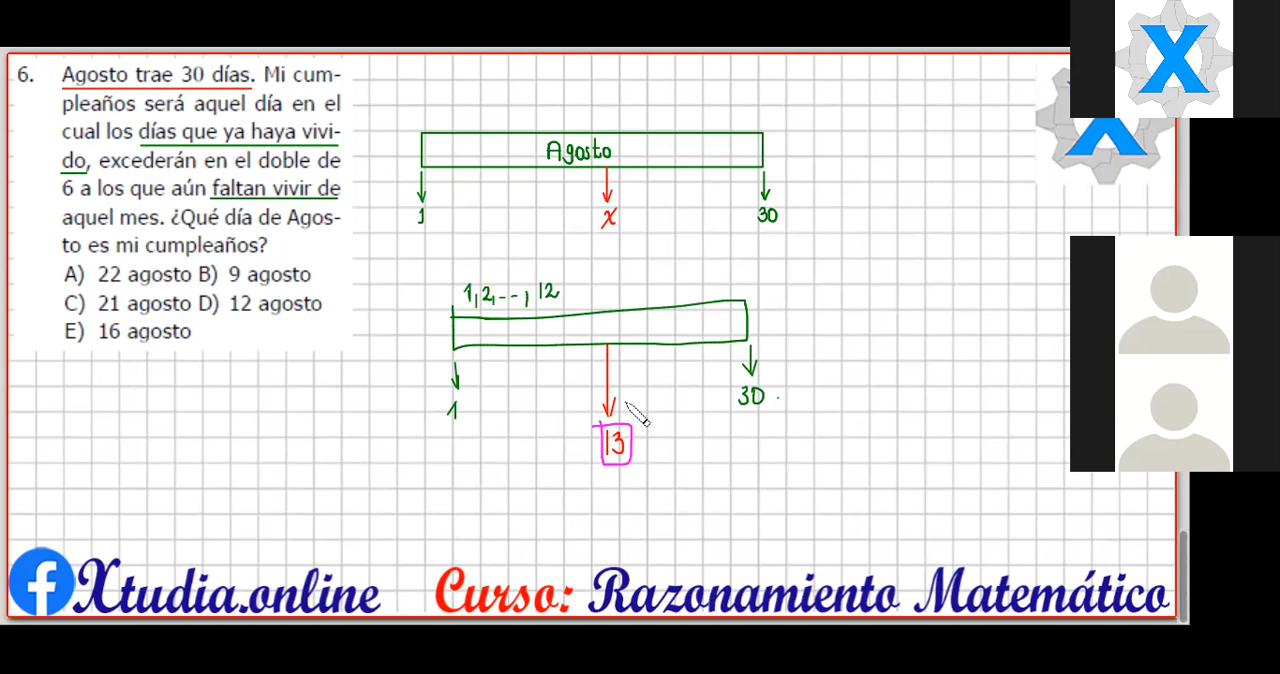 6. Agosto trae 30 días. Mi cum-
pleaños será aquel día en el
cual los días que ya haya vivi-
do, excederán en el doble de
6 a los que aún faltan vivir de
aquel mes. ¿Qué día de Agos-
to es mi cumpleaños?
A) 22 agosto B) 9 agosto
C) 21 agosto D) 12 agosto
E) 16 agosto
Agosto
1 x 30
1,2,--,12
1 30
13
Xtudia.online Curso: Razonamiento Matemático
X